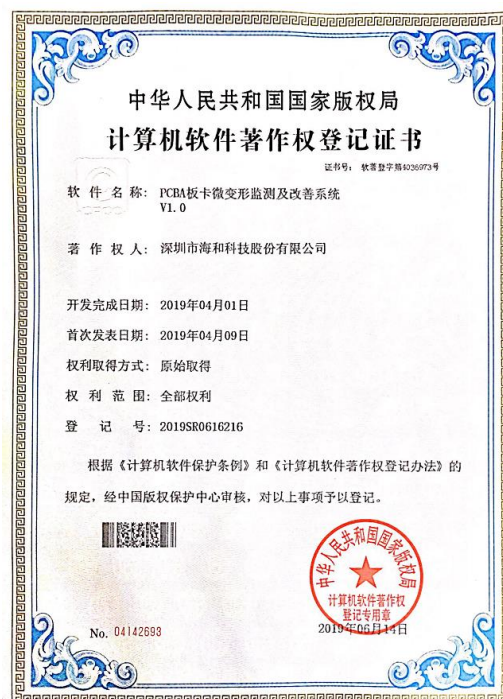 中华人民共和国国家版权局
计算机软件著作权登记证书
证书号： 软著登字第4036973号
软件名称： PCBA板卡微变形监测及改善系统
V1.0
著作权人： 深圳市海和科技股份有限公司
开发完成日期： 2019年04月01日
首次发表日期： 2019年04月09日
权利取得方式： 原始取得
权利范围： 全部权利
登记号： 2019SR0616216
根据《计算机软件保护条例》和《计算机软件著作权登记办法》的
规定，经中国版权保护中心审核，对以上事项予以登记。
中华人民共和国国家版权局
计算机软件著作权
登记专用章
No. 04142693
2019年06月14日